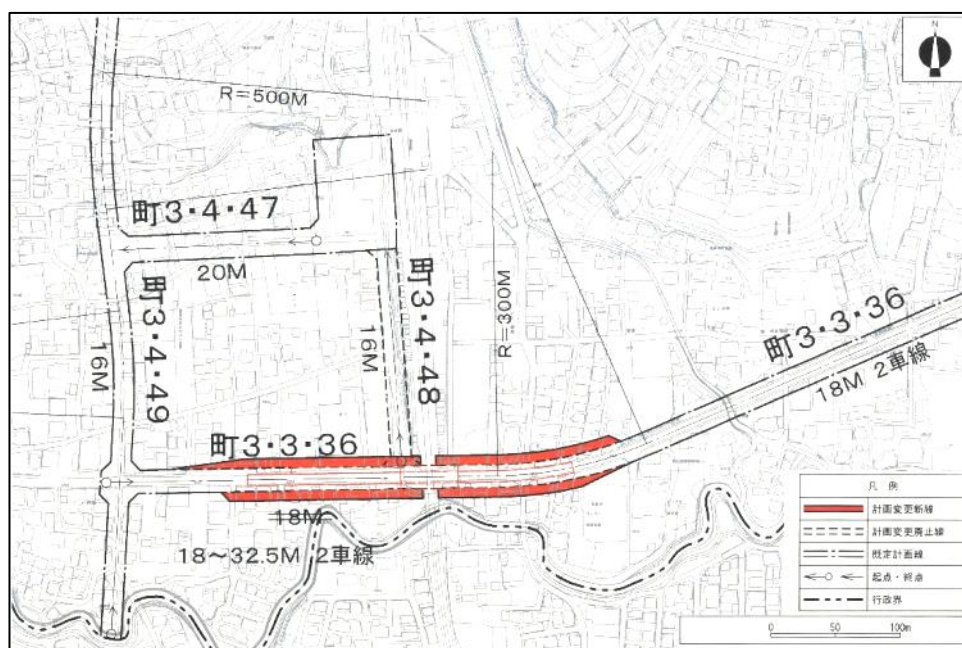 N
R=500M
町3・4・47
20M
町3・4・49
16M
16M
町3・4・48
R=300M
町3・3・36
18M 2車線
町3・3・36
18M
18～32.5M 2車線
凡例
計画変更新線
計画変更廃止線
既定計画線
起点・終点
行政界
0 50 100m